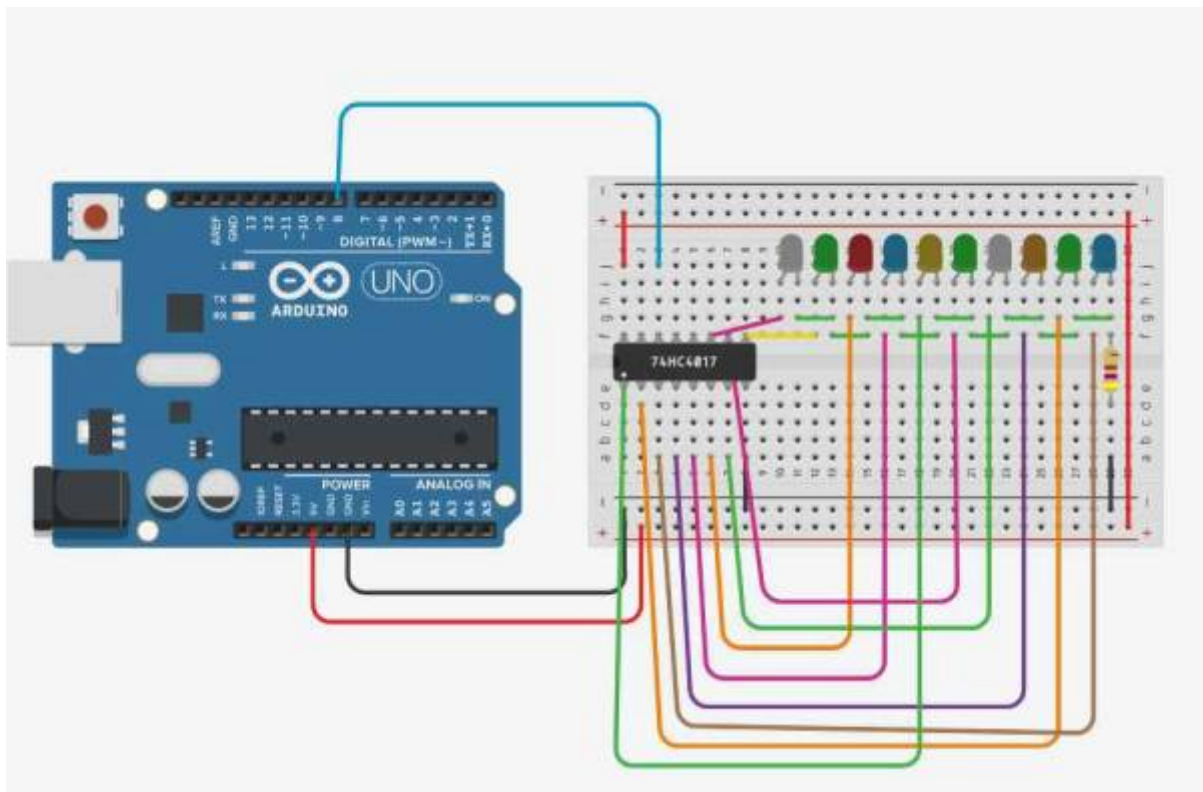 AREF
GND
13
12
~11
~10
~9
8
7
~6
~5
4
~3
2
TX→1
RX←0
DIGITAL (PWM~)
L
TX
RX
UNO
ON
ARDUINO
74HC4017
POWER
ANALOG IN
IOREF
RESET
3.3V
5V
GND
GND
Vin
A0
A1
A2
A3
A4
A5
j
i
h
g
f
e
d
c
b
a